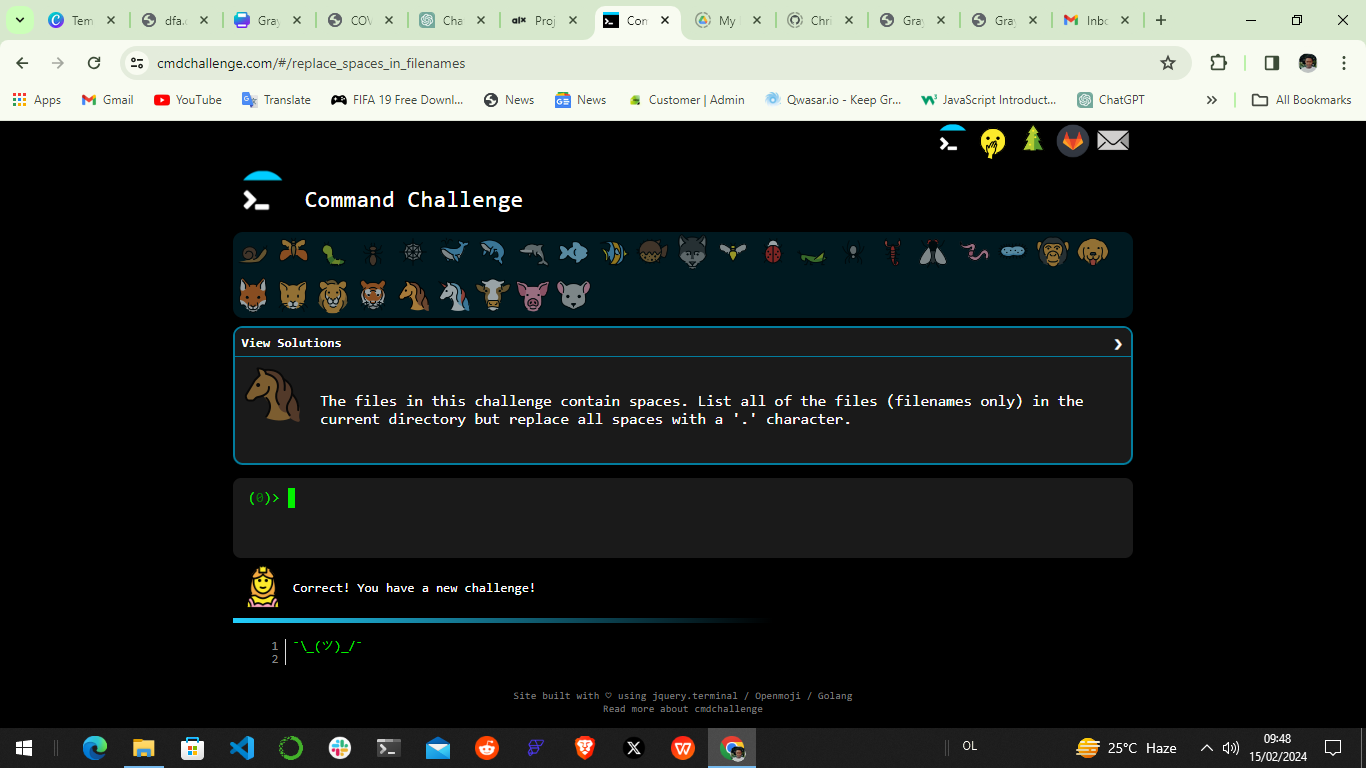 Tem
dfa.c
Gray
COV
Cha
alx Proj
Con
My
Chri
Gra
Gra
Inbo
cmdchallenge.com/#/replace_spaces_in_filenames
Apps
Gmail
YouTube
Translate
FIFA 19 Free Downl...
News
News
Customer | Admin
Qwasar.io - Keep Gr...
JavaScript Introduct...
ChatGPT
All Bookmarks
Command Challenge
View Solutions
The files in this challenge contain spaces. List all of the files (filenames only) in the
current directory but replace all spaces with a '.' character.
(0)>
Correct! You have a new challenge!
1 ¯\_(ツ)_/¯
2
Site built with ♡ using jquery.terminal / Openmoji / Golang
Read more about cmdchallenge
OL
25°C Haze
09:48
15/02/2024